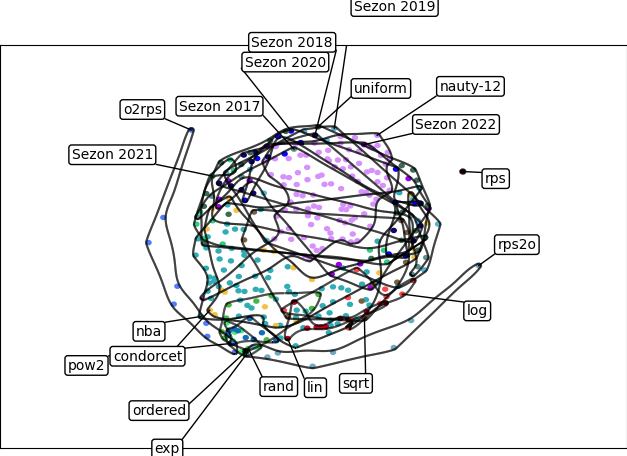 Sezon 2019
Sezon 2018
Sezon 2020
uniform
nauty-12
Sezon 2017
o2rps
Sezon 2022
Sezon 2021
rps
rps2o
log
nba
condorcet
pow2
rand
lin
sqrt
ordered
exp